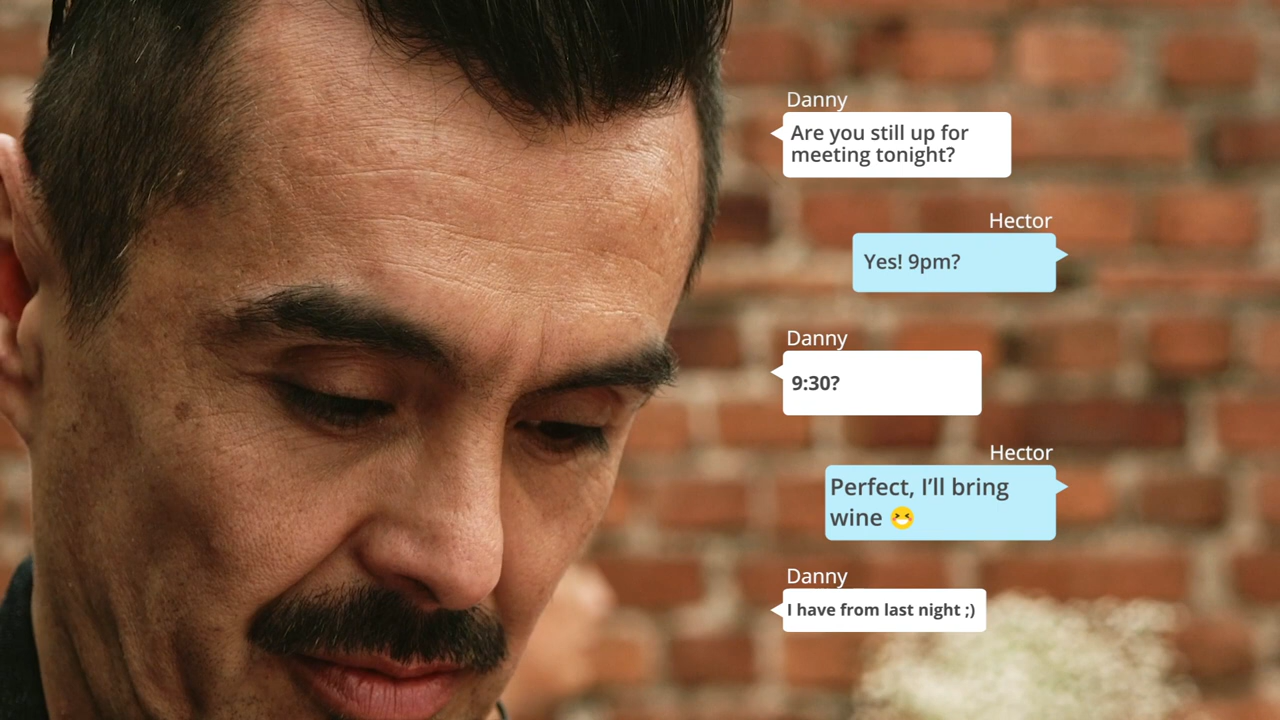 Danny
Are you still up for
meeting tonight?
Hector
Yes! 9pm?
Danny
9:30?
Hector
Perfect, I’ll bring
wine 😆
Danny
I have from last night ;)